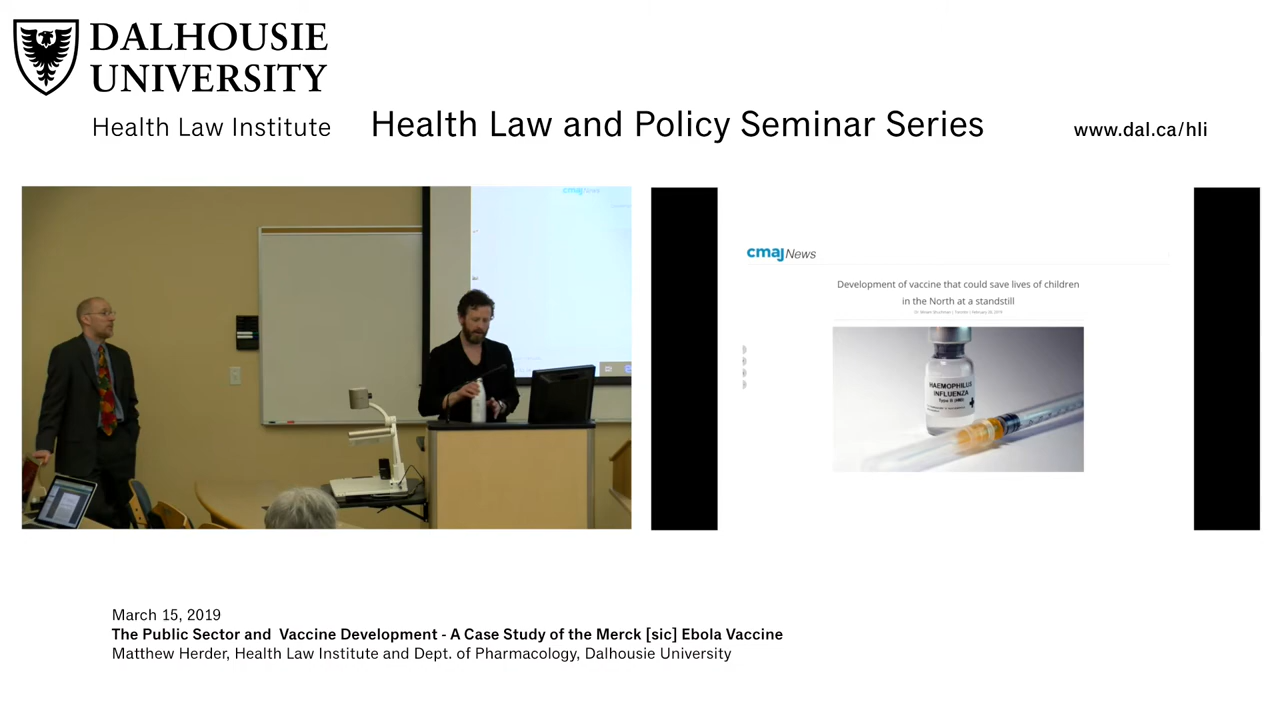 DALHOUSIE
UNIVERSITY
Health Law Institute
Health Law and Policy Seminar Series
www.dal.ca/hli
cmaj News
cmaj News
Development of vaccine that could save lives of children
in the North at a standstill
HAEMOPHILUS
INFLUENZA
March 15, 2019
The Public Sector and Vaccine Development - A Case Study of the Merck [sic] Ebola Vaccine
Matthew Herder, Health Law Institute and Dept. of Pharmacology, Dalhousie University